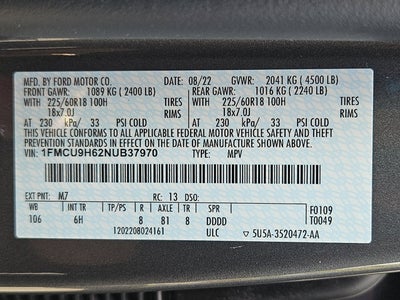 MFD. BY FORD MOTOR CO. 08/22 GVWR: 2041 KG ( 4500 LB)
FRONT GAWR: 1089 KG ( 2400 LB) REAR GAWR: 1016 KG ( 2240 LB)
WITH 225/60R18 100H TIRES WITH 225/60R18 100H TIRES
18x7.0J RIMS 18x7.0J RIMS
AT 230 kPa/ 33 PSI COLD AT 230 kPa/ 33 PSI COLD
THIS VEHICLE CONFORMS TO ALL APPLICABLE FEDERAL MOTOR VEHICLE
SAFETY STANDARDS IN EFFECT ON THE DATE OF MANUFACTURE SHOWN ABOVE.
VIN: 1FMCU9H62NUB37970 TYPE: MPV
EXT PNT: M7 RC: 13 DSO:
WB INT TR TP/PS R AXLE TR SPR F0109
106 6H 8 81 8 DDDD T0049
1202208024161 ULC ▽ 5U5A-3520472-AA